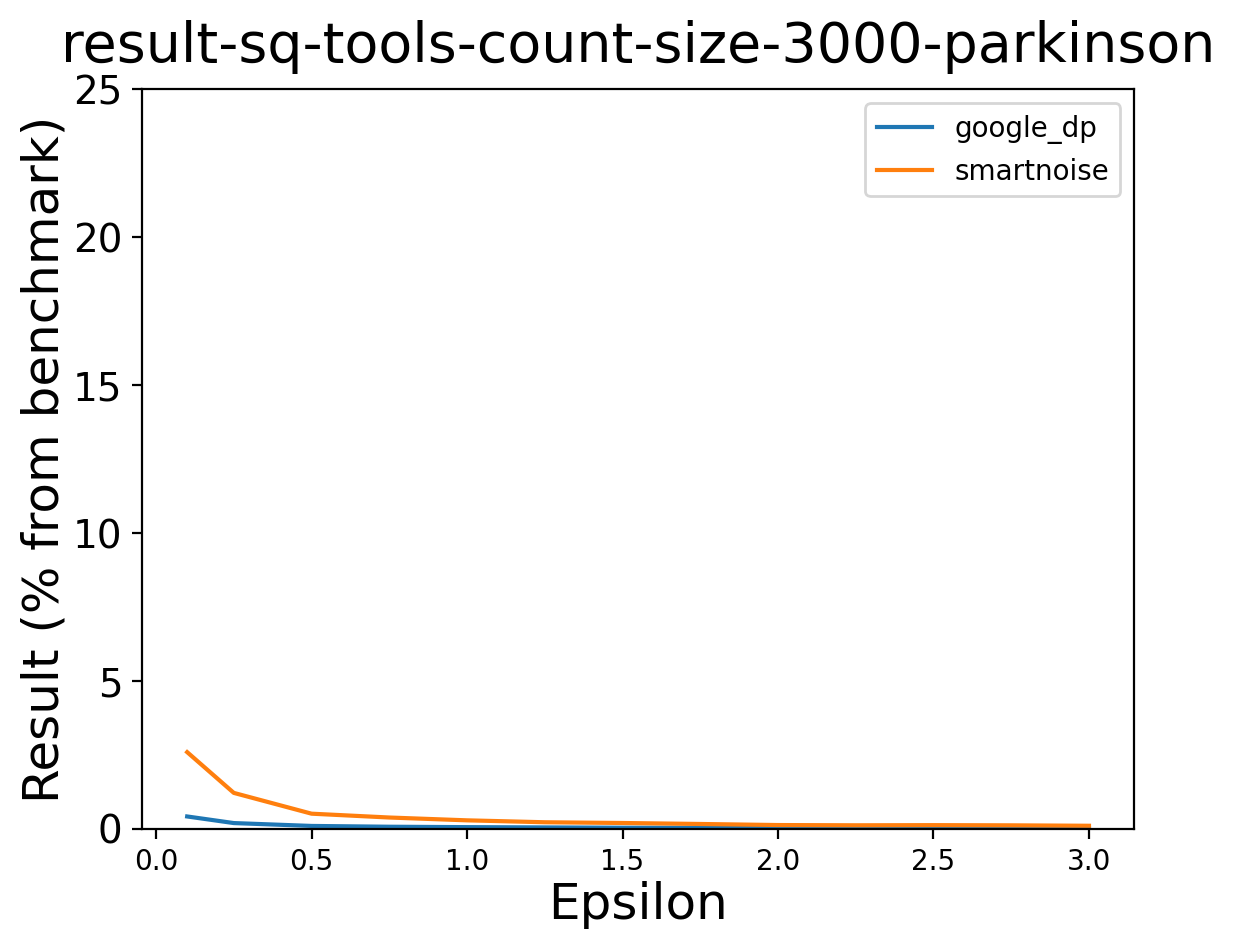 result-sq-tools-count-size-3000-parkinson
25
20
15
10
5
0
Result (% from benchmark)
google_dp
smartnoise
0.0 0.5 1.0 1.5 2.0 2.5 3.0
Epsilon